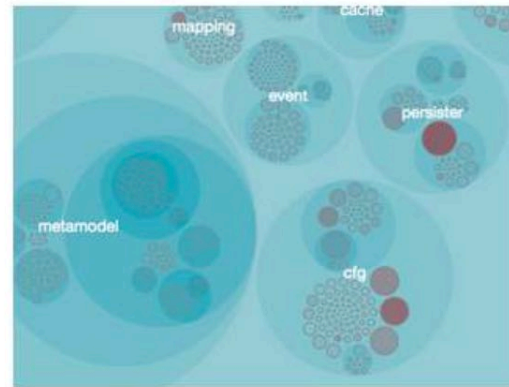 cache
mapping
event
persister
metamodel
cfg